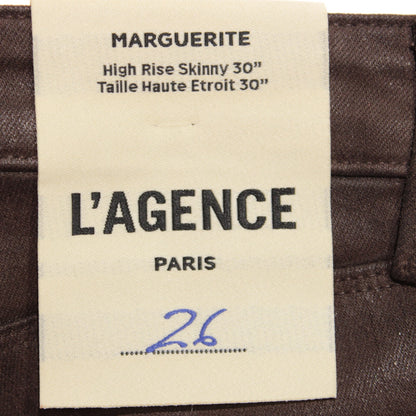 MARGUERITE
High Rise Skinny 30”
Taille Haute Etroit 30”
L'AGENCE
PARIS
26